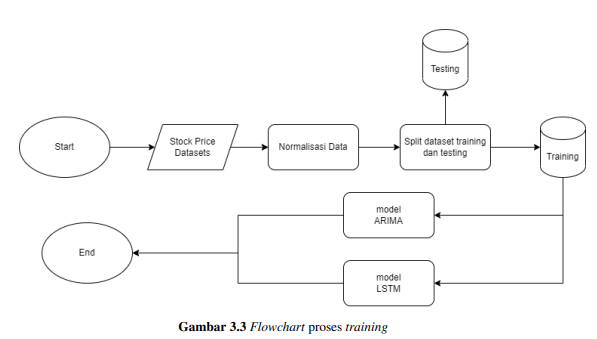 Testing
Start
Stock Price
Datasets
Normalisasi Data
Split dataset training
dan testing
Training
model
ARIMA
End
model
LSTM
Gambar 3.3 Flowchart proses training